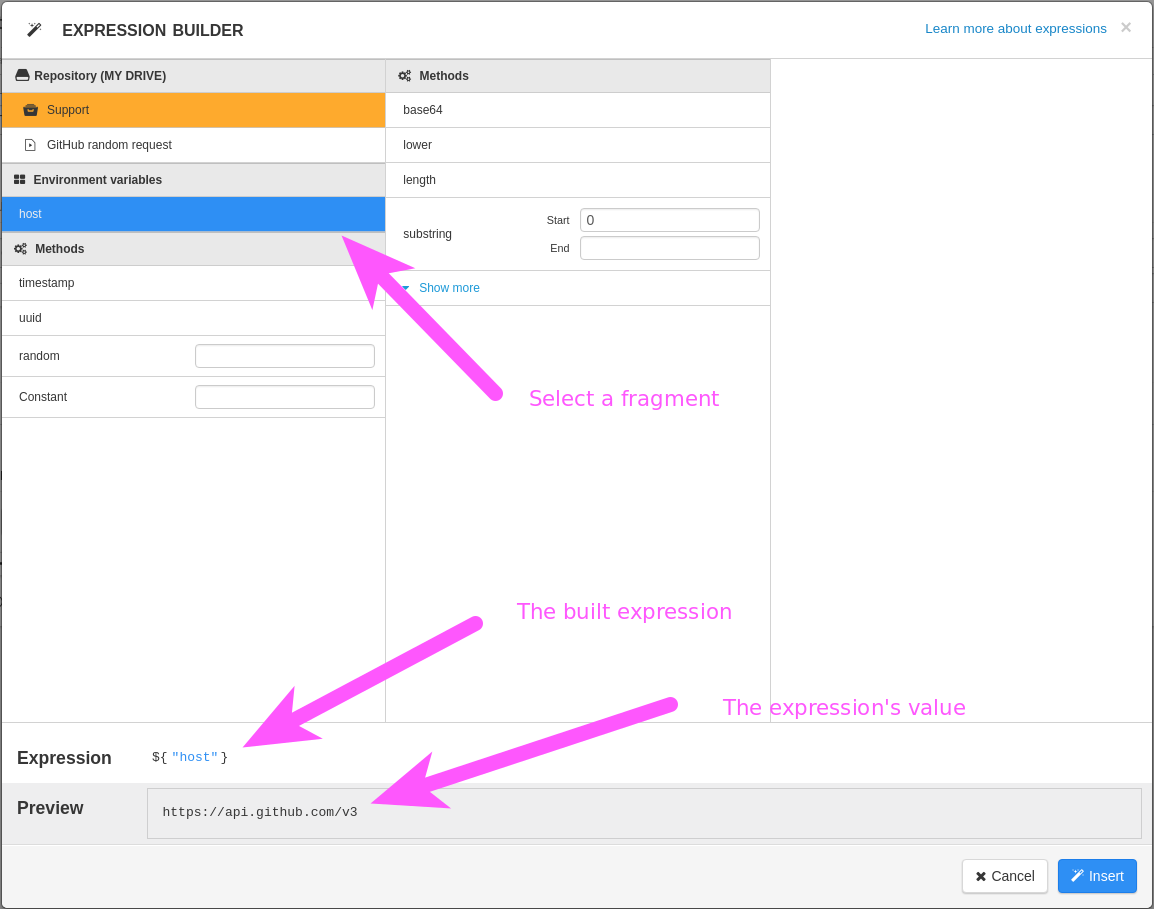 EXPRESSION BUILDER
Learn more about expressions ×
Repository (MY DRIVE)
Support
GitHub random request
Environment variables
host
Methods
timestamp
uuid
random
Constant
Methods
base64
lower
length
substring
Start 0
End
Show more
Select a fragment
The built expression
The expression's value
Expression ${"host"}
Preview https://api.github.com/v3
Cancel Insert